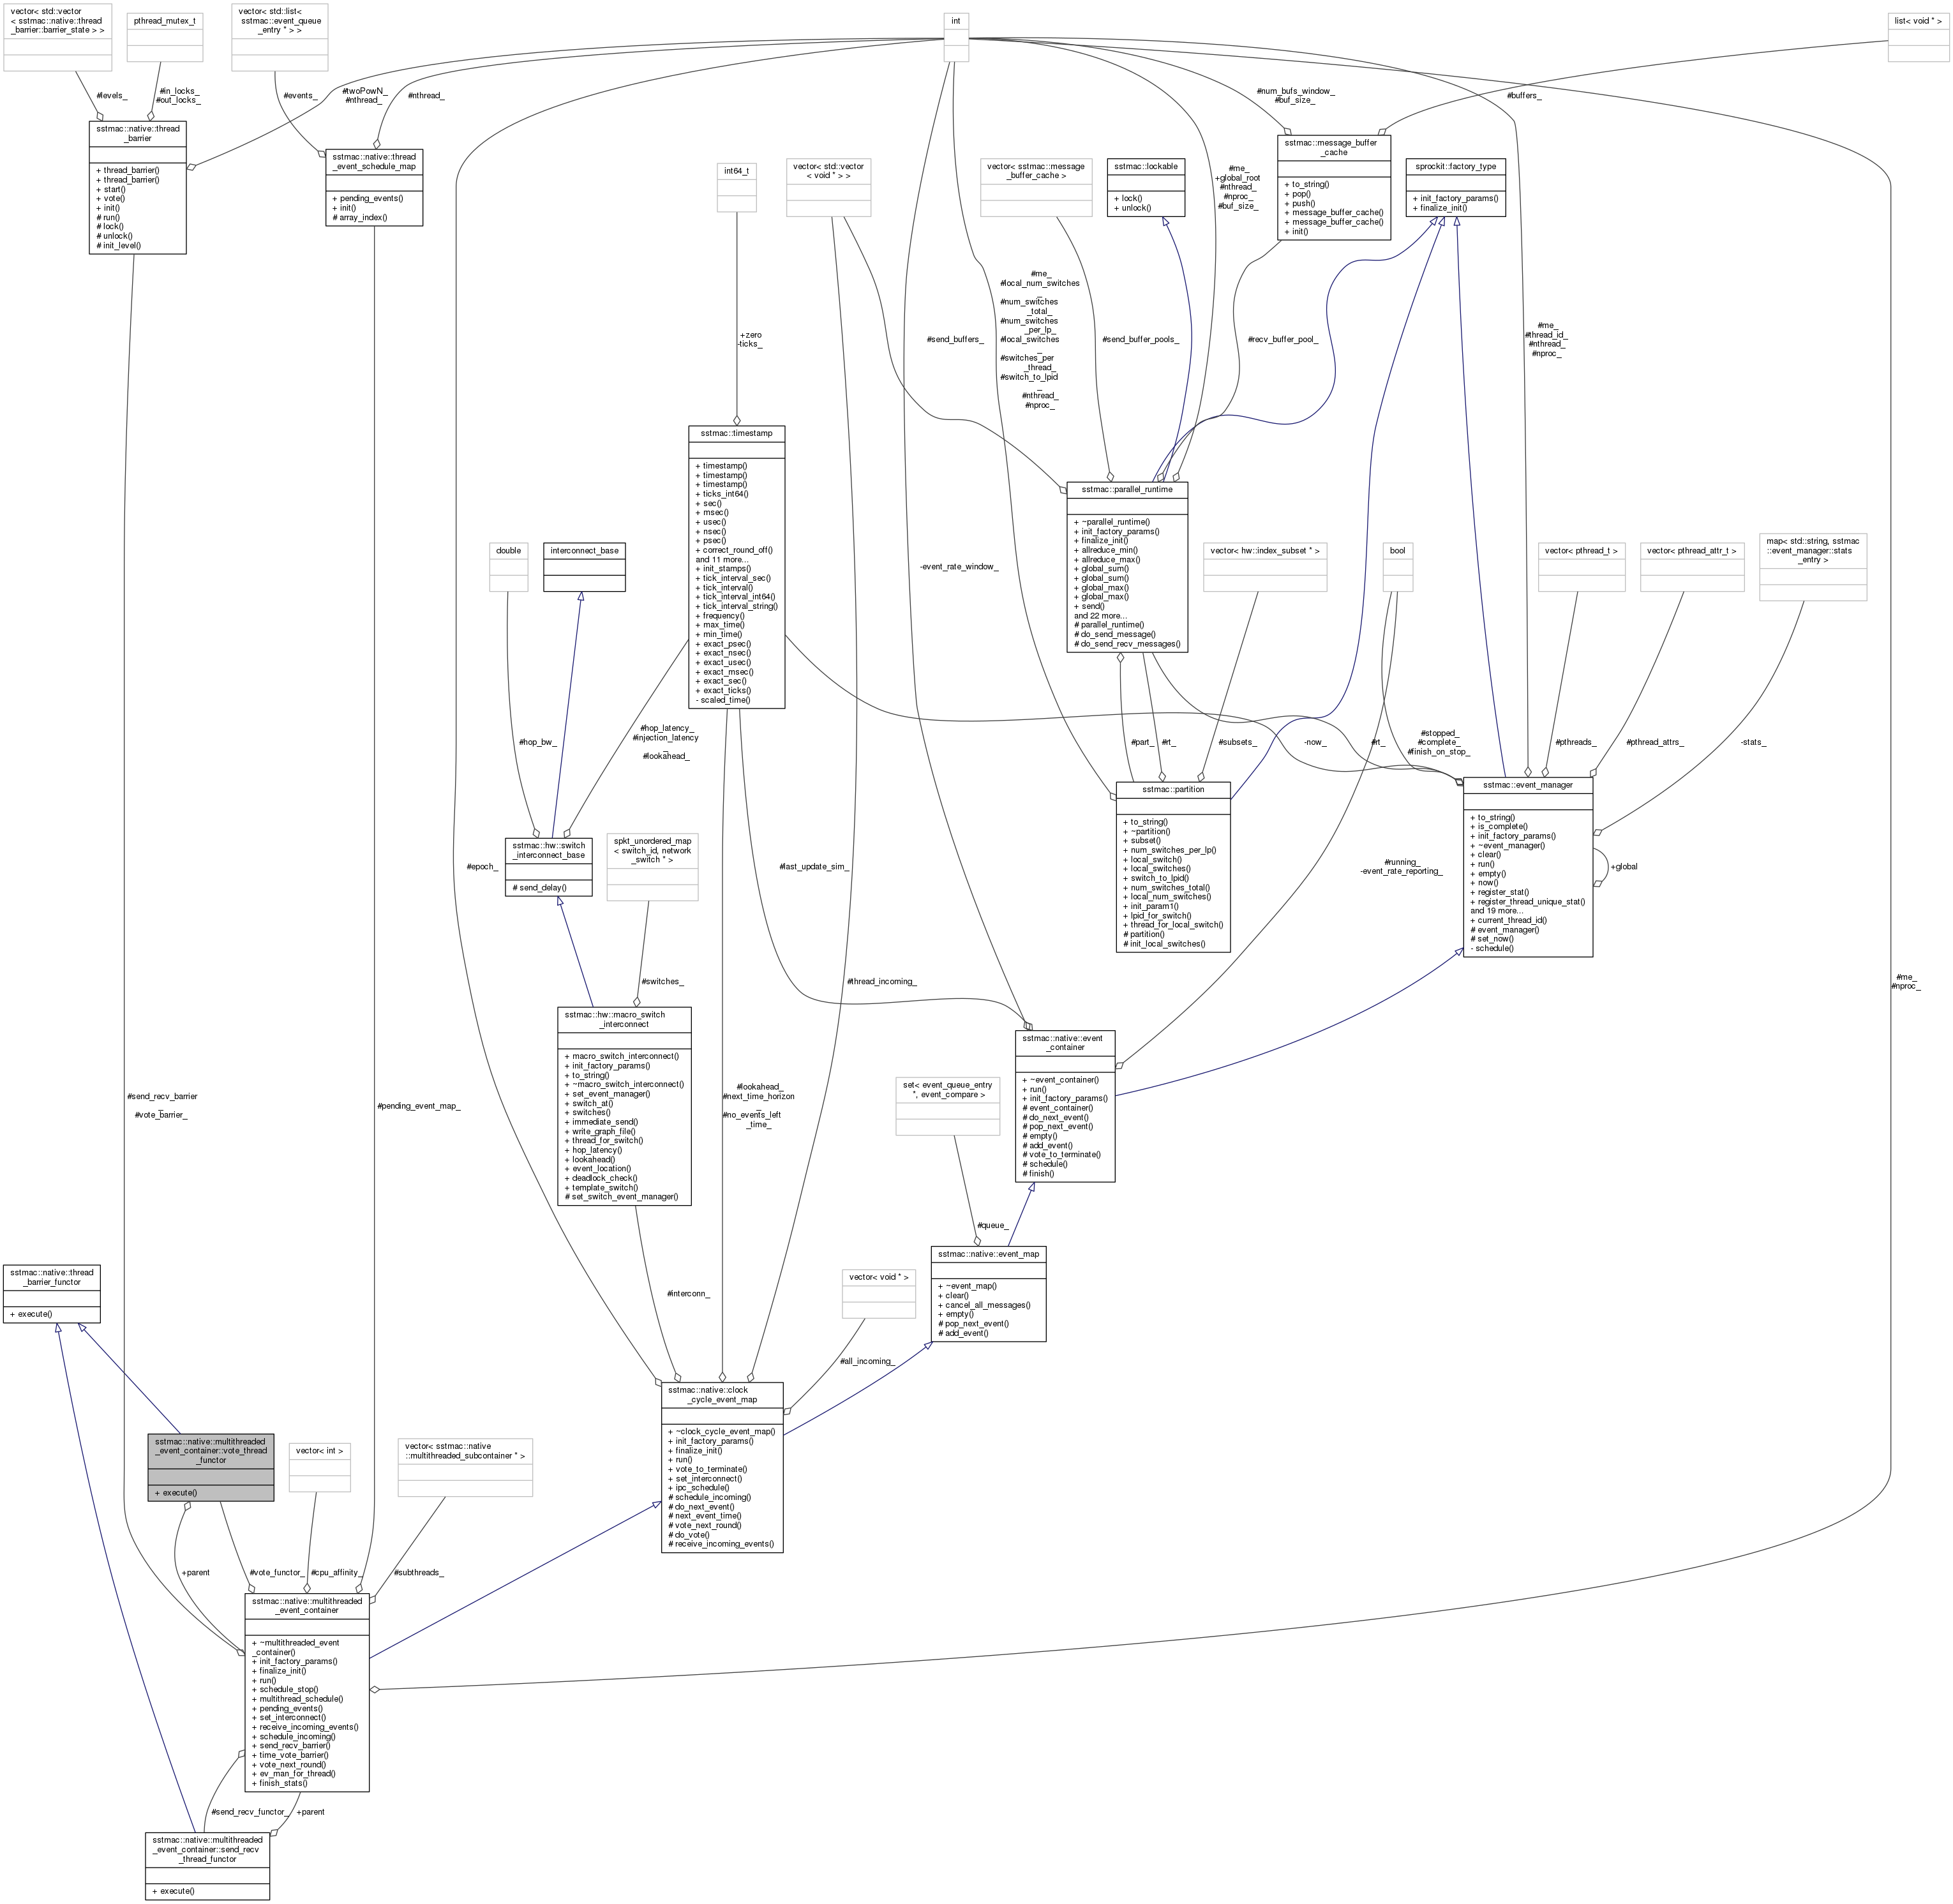 vector< std::vector
< sstmac::native::thread
_barrier::barrier_state > >
pthread_mutex_t
vector< std::list<
sstmac::event_queue
_entry * > >
int
list< void * >
#levels_
#in_locks_
#out_locks_
#events_
#twoPowN_
#nthread_
#nthread_
#num_bufs_window_
#buf_size_
#buffers_
sstmac::native::thread
_barrier
+ thread_barrier()
+ thread_barrier()
+ start()
+ vote()
+ init()
# run()
# lock()
# unlock()
# init_level()
sstmac::native::thread
_event_schedule_map
+ pending_events()
+ init()
# array_index()
int64_t
vector< std::vector
< void * > >
vector< sstmac::message
_buffer_cache >
sstmac::lockable
+ lock()
+ unlock()
#me_
+global_root
#nthread_
#nproc_
#buf_size_
sstmac::message_buffer
_cache
+ to_string()
+ pop()
+ push()
+ message_buffer_cache()
+ message_buffer_cache()
+ init()
sprockit::factory_type
+ init_factory_params()
+ finalize_init()
+zero
-ticks_
#send_buffers_
#me_
#local_num_switches
_
#num_switches
_total_
#num_switches
_per_lp_
#local_switches
_
#switches_per
_thread_
#switch_to_lpid
_
#nthread_
#nproc_
#send_buffer_pools_
#recv_buffer_pool_
#me_
#thread_id_
#nthread_
#nproc_
sstmac::timestamp
+ timestamp()
+ timestamp()
+ timestamp()
+ ticks_int64()
+ sec()
+ msec()
+ usec()
+ nsec()
+ psec()
+ correct_round_off()
and 11 more...
+ init_stamps()
+ tick_interval_sec()
+ tick_interval()
+ tick_interval_int64()
+ tick_interval_string()
+ frequency()
+ max_time()
+ min_time()
+ exact_psec()
+ exact_nsec()
+ exact_usec()
+ exact_msec()
+ exact_sec()
+ exact_ticks()
- scaled_time()
sstmac::parallel_runtime
+ ~parallel_runtime()
+ init_factory_params()
+ finalize_init()
+ allreduce_min()
+ allreduce_max()
+ global_sum()
+ global_sum()
+ global_max()
+ global_max()
+ send()
and 22 more...
# parallel_runtime()
# do_send_message()
# do_send_recv_messages()
double
interconnect_base
-event_rate_window_
vector< hw::index_subset * >
bool
vector< pthread_t >
vector< pthread_attr_t >
map< std::string, sstmac
::event_manager::stats
_entry >
#hop_bw_
#hop_latency_
#injection_latency
_
#lookahead_
#part_
#rt_
#subsets_
-now_
#rt_
#stopped_
#complete_
#finish_on_stop_
#pthreads_
#pthread_attrs_
-stats_
sstmac::partition
+ to_string()
+ ~partition()
+ subset()
+ num_switches_per_lp()
+ local_switch()
+ local_switches()
+ switch_to_lpid()
+ num_switches_total()
+ local_num_switches()
+ init_param1()
+ lpid_for_switch()
+ thread_for_local_switch()
# partition()
# init_local_switches()
sstmac::event_manager
+ to_string()
+ is_complete()
+ init_factory_params()
+ ~event_manager()
+ clear()
+ run()
+ empty()
+ now()
+ register_stat()
+ register_thread_unique_stat()
and 19 more...
+ current_thread_id()
# event_manager()
# set_now()
- schedule()
+global
sstmac::hw::switch
_interconnect_base
# send_delay()
spkt_unordered_map
< switch_id, network
_switch * >
#epoch_
#last_update_sim_
#running_
-event_rate_reporting_
#switches_
#thread_incoming_
#me_
#nproc_
sstmac::hw::macro_switch
_interconnect
+ macro_switch_interconnect()
+ init_factory_params()
+ to_string()
+ ~macro_switch_interconnect()
+ set_event_manager()
+ switch_at()
+ switches()
+ immediate_send()
+ write_graph_file()
+ thread_for_switch()
+ hop_latency()
+ lookahead()
+ event_location()
+ deadlock_check()
+ template_switch()
# set_switch_event_manager()
sstmac::native::event
_container
+ ~event_container()
+ run()
+ init_factory_params()
# event_container()
# do_next_event()
# pop_next_event()
# empty()
# add_event()
# vote_to_terminate()
# schedule()
# finish()
#send_recv_barrier
_
#vote_barrier_
#pending_event_map_
#lookahead_
#next_time_horizon
_
#no_events_left
_time_
set< event_queue_entry
*, event_compare >
#queue_
sstmac::native::event_map
+ ~event_map()
+ clear()
+ cancel_all_messages()
+ empty()
# pop_next_event()
# add_event()
sstmac::native::thread
_barrier_functor
+ execute()
#interconn_
vector< void * >
#all_incoming_
sstmac::native::clock
_cycle_event_map
+ ~clock_cycle_event_map()
+ init_factory_params()
+ finalize_init()
+ run()
+ vote_to_terminate()
+ set_interconnect()
+ ipc_schedule()
# schedule_incoming()
# do_next_event()
# next_event_time()
# vote_next_round()
# do_vote()
# receive_incoming_events()
sstmac::native::multithreaded
_event_container::vote_thread
_functor
+ execute()
vector< int >
vector< sstmac::native
::multithreaded_subcontainer * >
+parent
#vote_functor_
#cpu_affinity_
#subthreads_
sstmac::native::multithreaded
_event_container
+ ~multithreaded_event
_container()
+ init_factory_params()
+ finalize_init()
+ run()
+ schedule_stop()
+ multithread_schedule()
+ pending_events()
+ set_interconnect()
+ receive_incoming_events()
+ schedule_incoming()
+ send_recv_barrier()
+ time_vote_barrier()
+ vote_next_round()
+ ev_man_for_thread()
+ finish_stats()
#send_recv_functor_
+parent
sstmac::native::multithreaded
_event_container::send_recv
_thread_functor
+ execute()